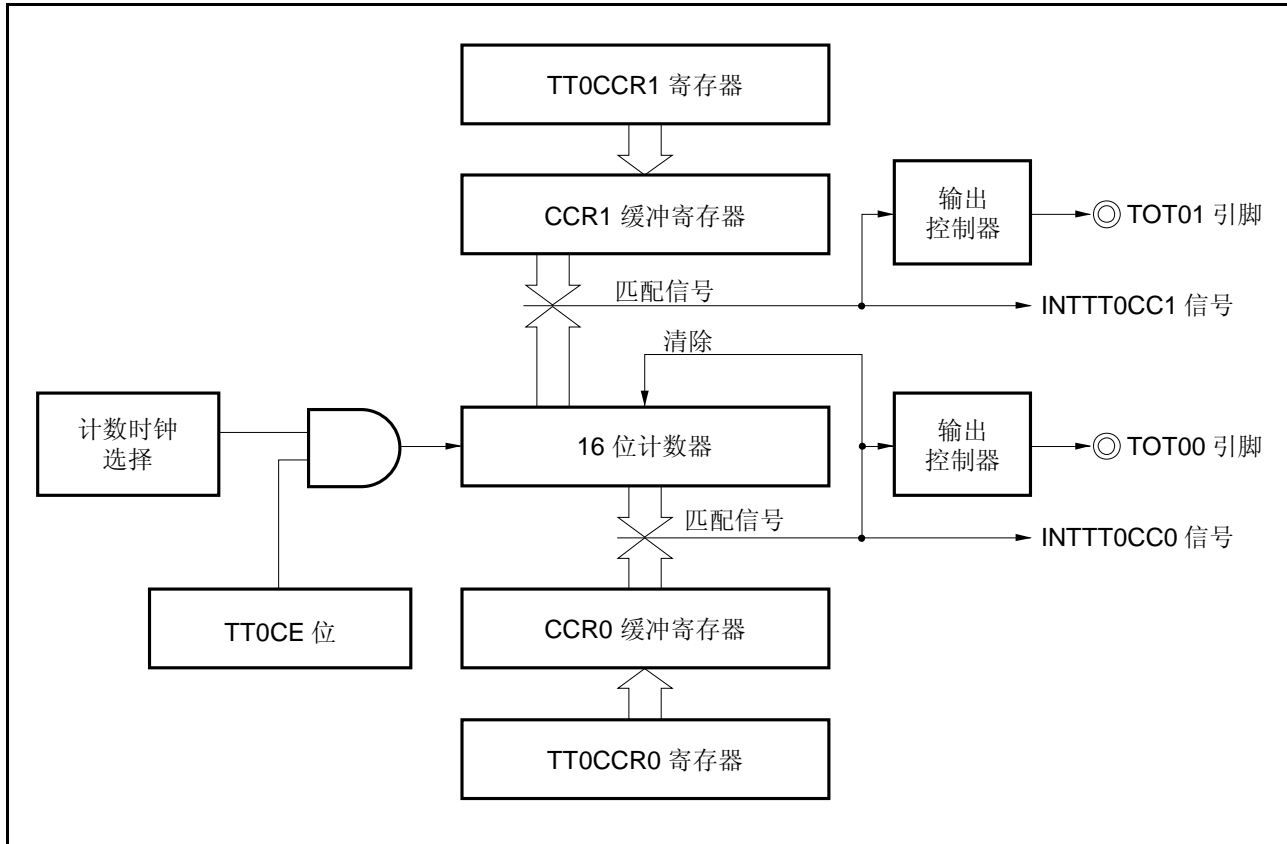 TT0CCR1 寄存器
CCR1 缓冲寄存器
输出
控制器
TOT01 引脚
匹配信号
INTTT0CC1 信号
清除
计数时钟
选择
16 位计数器
输出
控制器
TOT00 引脚
匹配信号
INTTT0CC0 信号
TT0CE 位
CCR0 缓冲寄存器
TT0CCR0 寄存器